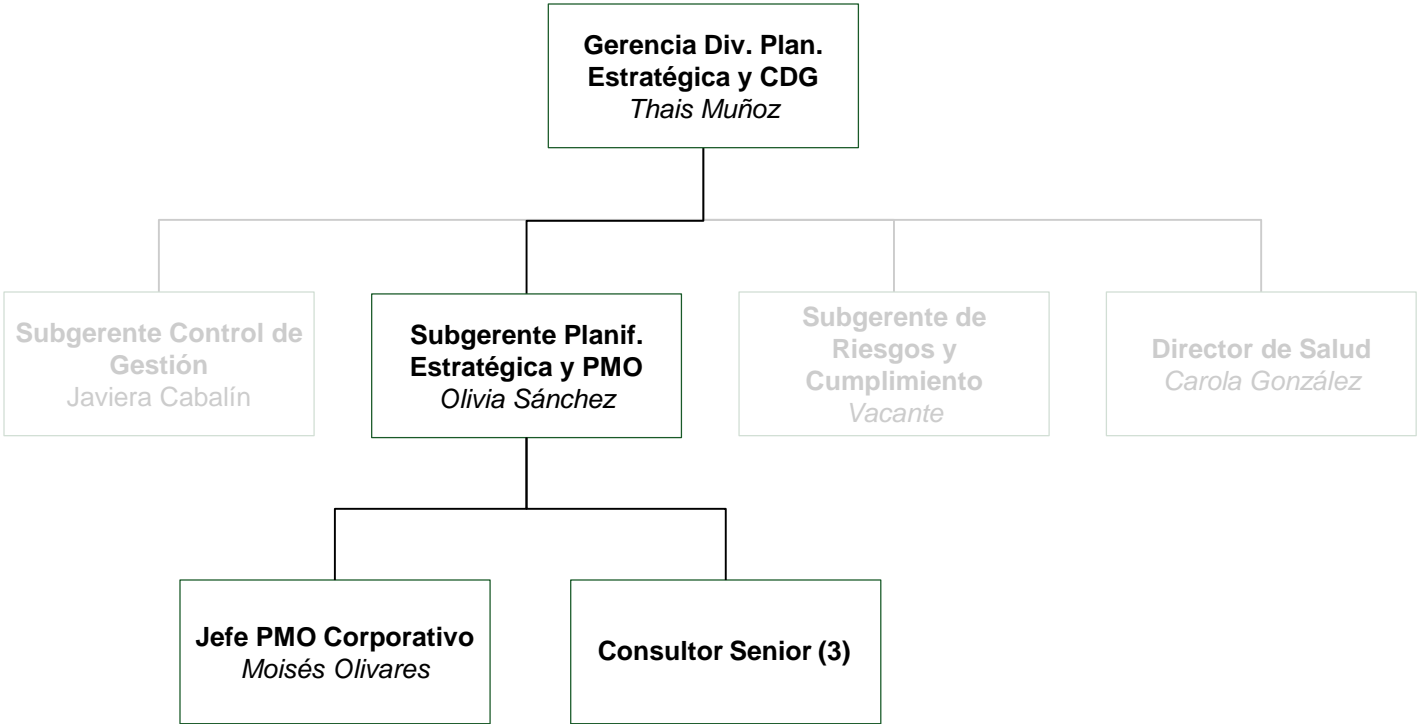 Gerencia Div. Plan.
Estratégica y CDG
Thais Muñoz
Subgerente Control de
Gestión
Javiera Cabalín
Subgerente Planif.
Estratégica y PMO
Olivia Sánchez
Subgerente de
Riesgos y
Cumplimiento
Vacante
Director de Salud
Carola González
Jefe PMO Corporativo
Moisés Olivares
Consultor Senior (3)